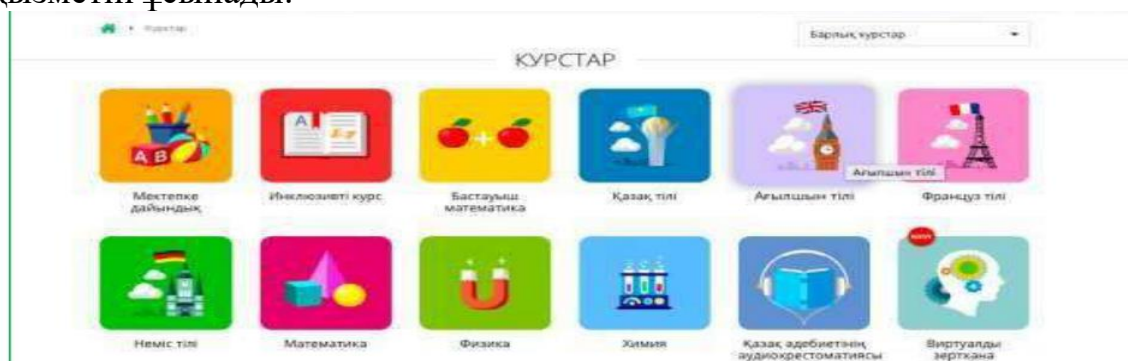 қызметін ұсынады.
Курстар
Барлық курстар
КУРСТАР
A B
A
+
Мектепке
дайындық
Инклюзивті курс
Бастауыш
математика
Қазақ тілі
Ағылшын тілі
Ағылшын тілі
Француз тілі
Неміс тілі
Математика
Физика
Химия
Қазақ әдебиетінің
аудиохрестоматиясы
Виртуалды
зертхана